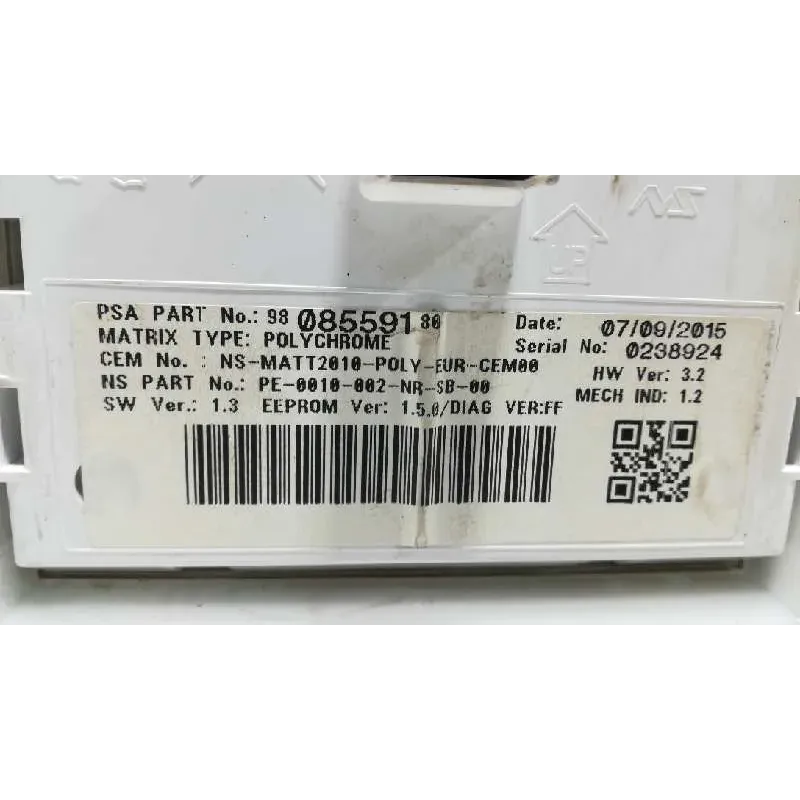 NS
UP
PSA PART No.: 98 085591 80 Date: 07/09/2015
MATRIX TYPE: POLYCHROME Serial No: 0238924
CEM No. : NS-MATT2010-POLY-EUR-CEM00
NS PART No.: PE-0010-002-NR-SB-00 HW Ver: 3.2
SW Ver.: 1.3 EEPROM Ver: 1.5.0/DIAG VER:FF MECH IND: 1.2